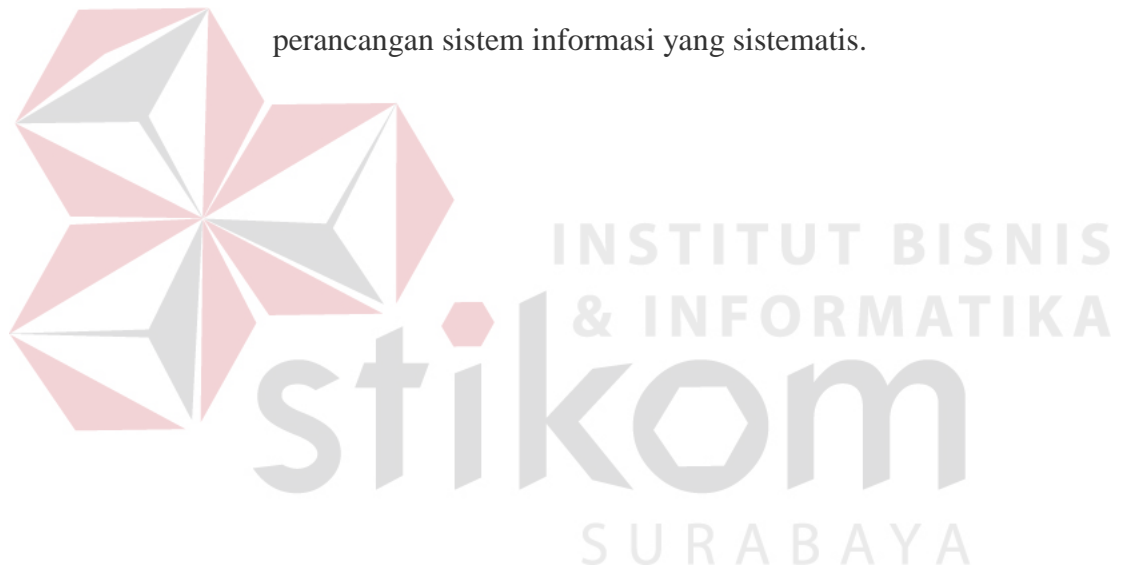 perancangan sistem informasi yang sistematis.
INSTITUT BISNIS
& INFORMATIKA
stikom
SURABAYA